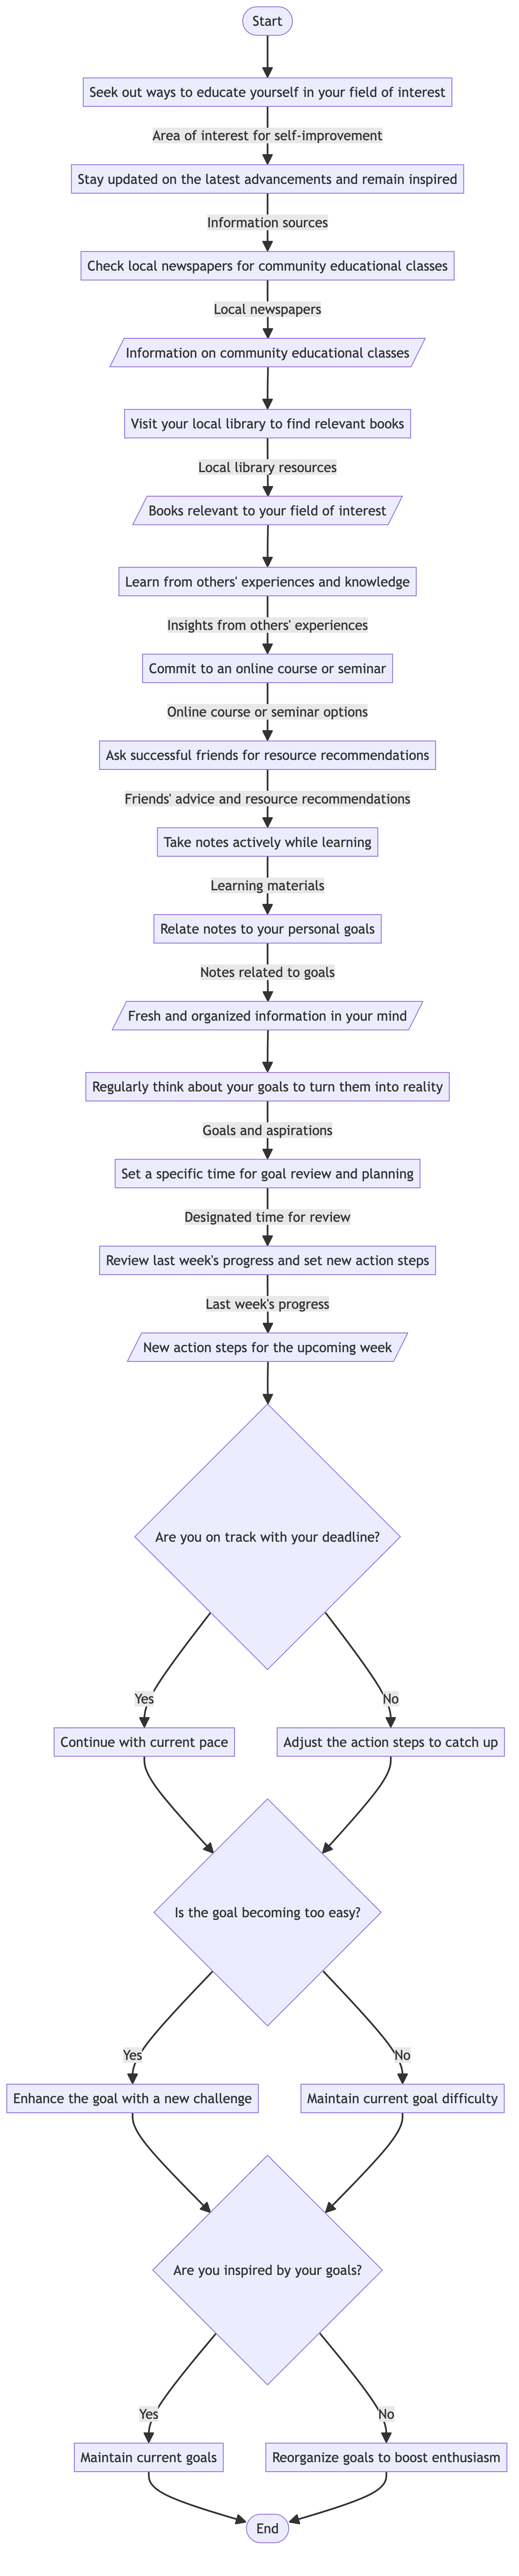 Start
Seek out ways to educate yourself in your field of interest
Area of interest for self-improvement
Stay updated on the latest advancements and remain inspired
Information sources
Check local newspapers for community educational classes
Local newspapers
Information on community educational classes
Visit your local library to find relevant books
Local library resources
Books relevant to your field of interest
Learn from others' experiences and knowledge
Insights from others' experiences
Commit to an online course or seminar
Online course or seminar options
Ask successful friends for resource recommendations
Friends' advice and resource recommendations
Take notes actively while learning
Learning materials
Relate notes to your personal goals
Notes related to goals
Fresh and organized information in your mind
Regularly think about your goals to turn them into reality
Goals and aspirations
Set a specific time for goal review and planning
Designated time for review
Review last week's progress and set new action steps
Last week's progress
New action steps for the upcoming week
Are you on track with your deadline?
Yes
No
Continue with current pace
Adjust the action steps to catch up
Is the goal becoming too easy?
Yes
No
Enhance the goal with a new challenge
Maintain current goal difficulty
Are you inspired by your goals?
Yes
No
Maintain current goals
Reorganize goals to boost enthusiasm
End